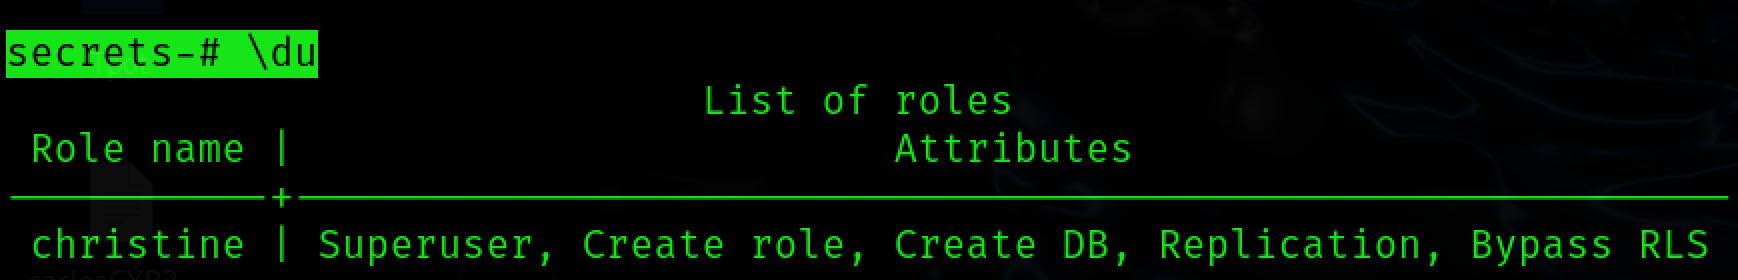 secrets-# \du
List of roles
Role name | Attributes
-----------+-----------------------------------------------------------
christine | Superuser, Create role, Create DB, Replication, Bypass RLS